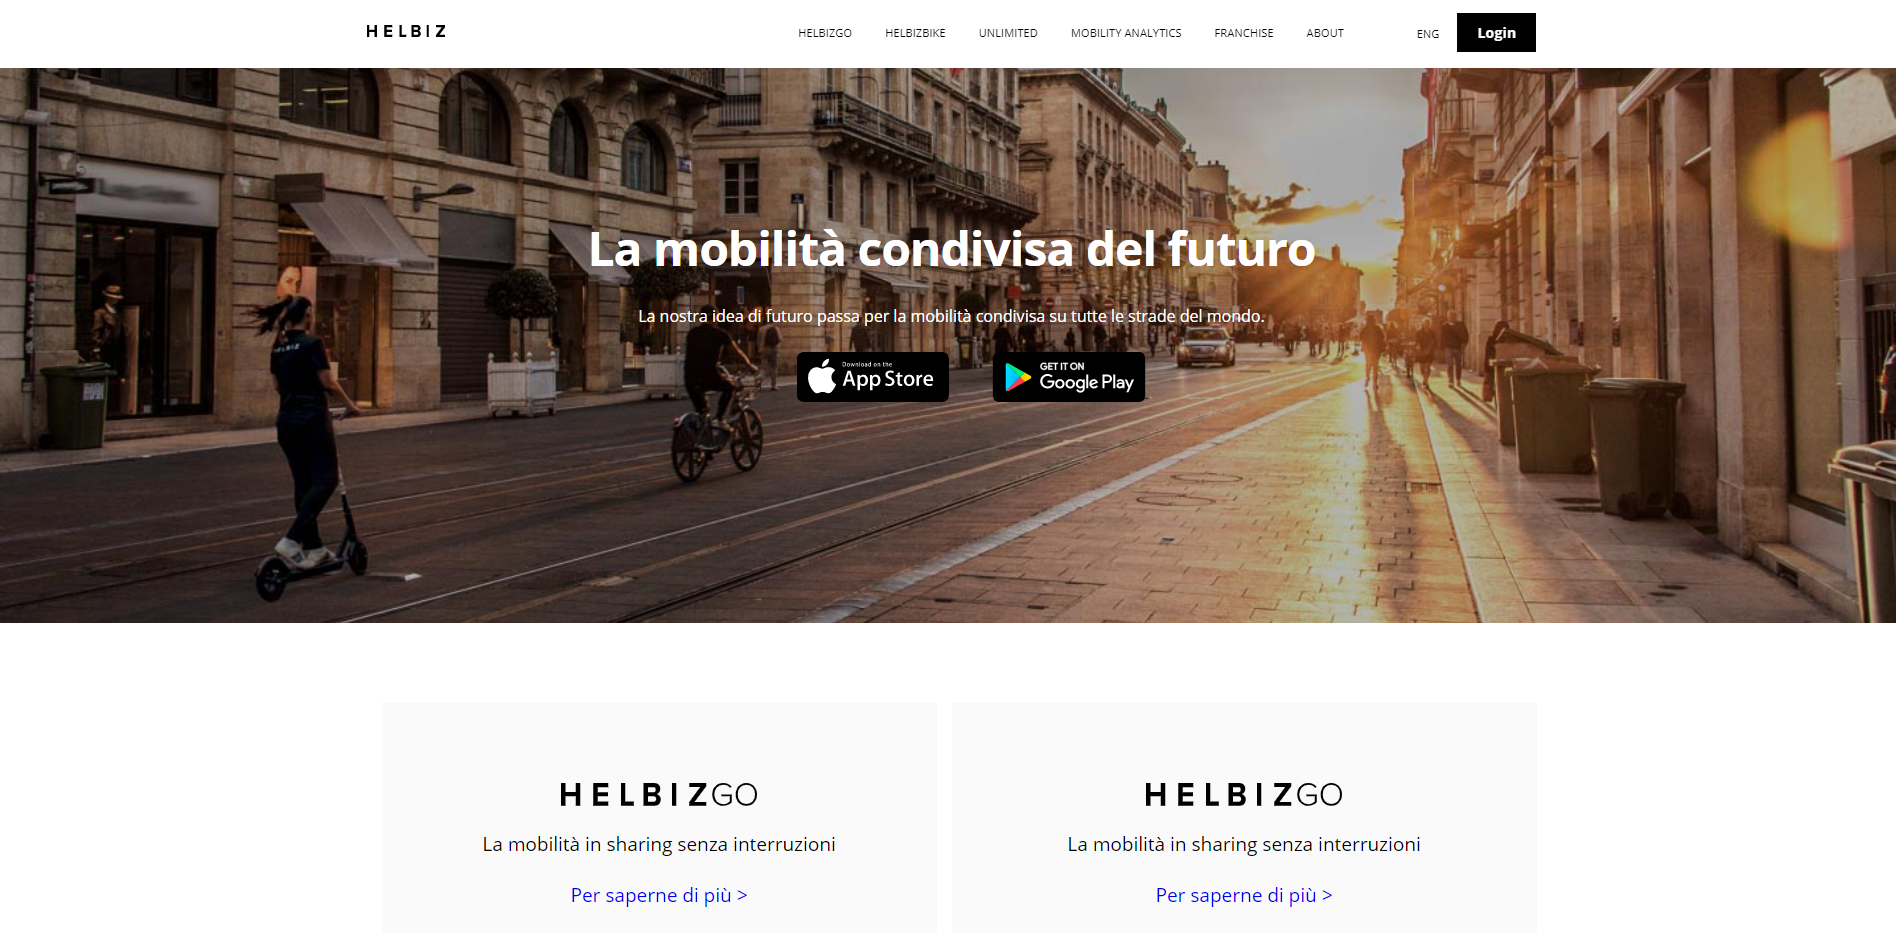 HELBIZ
HELBIZGO HELBIZBIKE UNLIMITED MOBILITY ANALYTICS FRANCHISE ABOUT ENG Login
La mobilità condivisa del futuro
La nostra idea di futuro passa per la mobilità condivisa su tutte le strade del mondo.
Download on the
App Store
GET IT ON
Google Play
HELBIZ
HELBIZGO
La mobilità in sharing senza interruzioni
Per saperne di più >
HELBIZGO
La mobilità in sharing senza interruzioni
Per saperne di più >